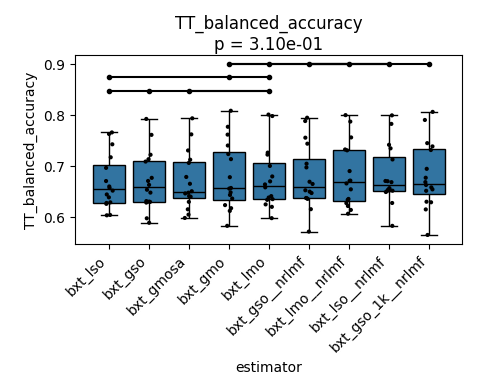 TT_balanced_accuracy
p = 3.10e-01
TT_balanced_accuracy
0.9
0.8
0.7
0.6
bxt_lso
bxt_gso
bxt_gmosa
bxt_gmo
bxt_lmo
bxt_gso__nrlmf
bxt_lmo__nrlmf
bxt_lso__nrlmf
bxt_gso_1k__nrlmf
estimator